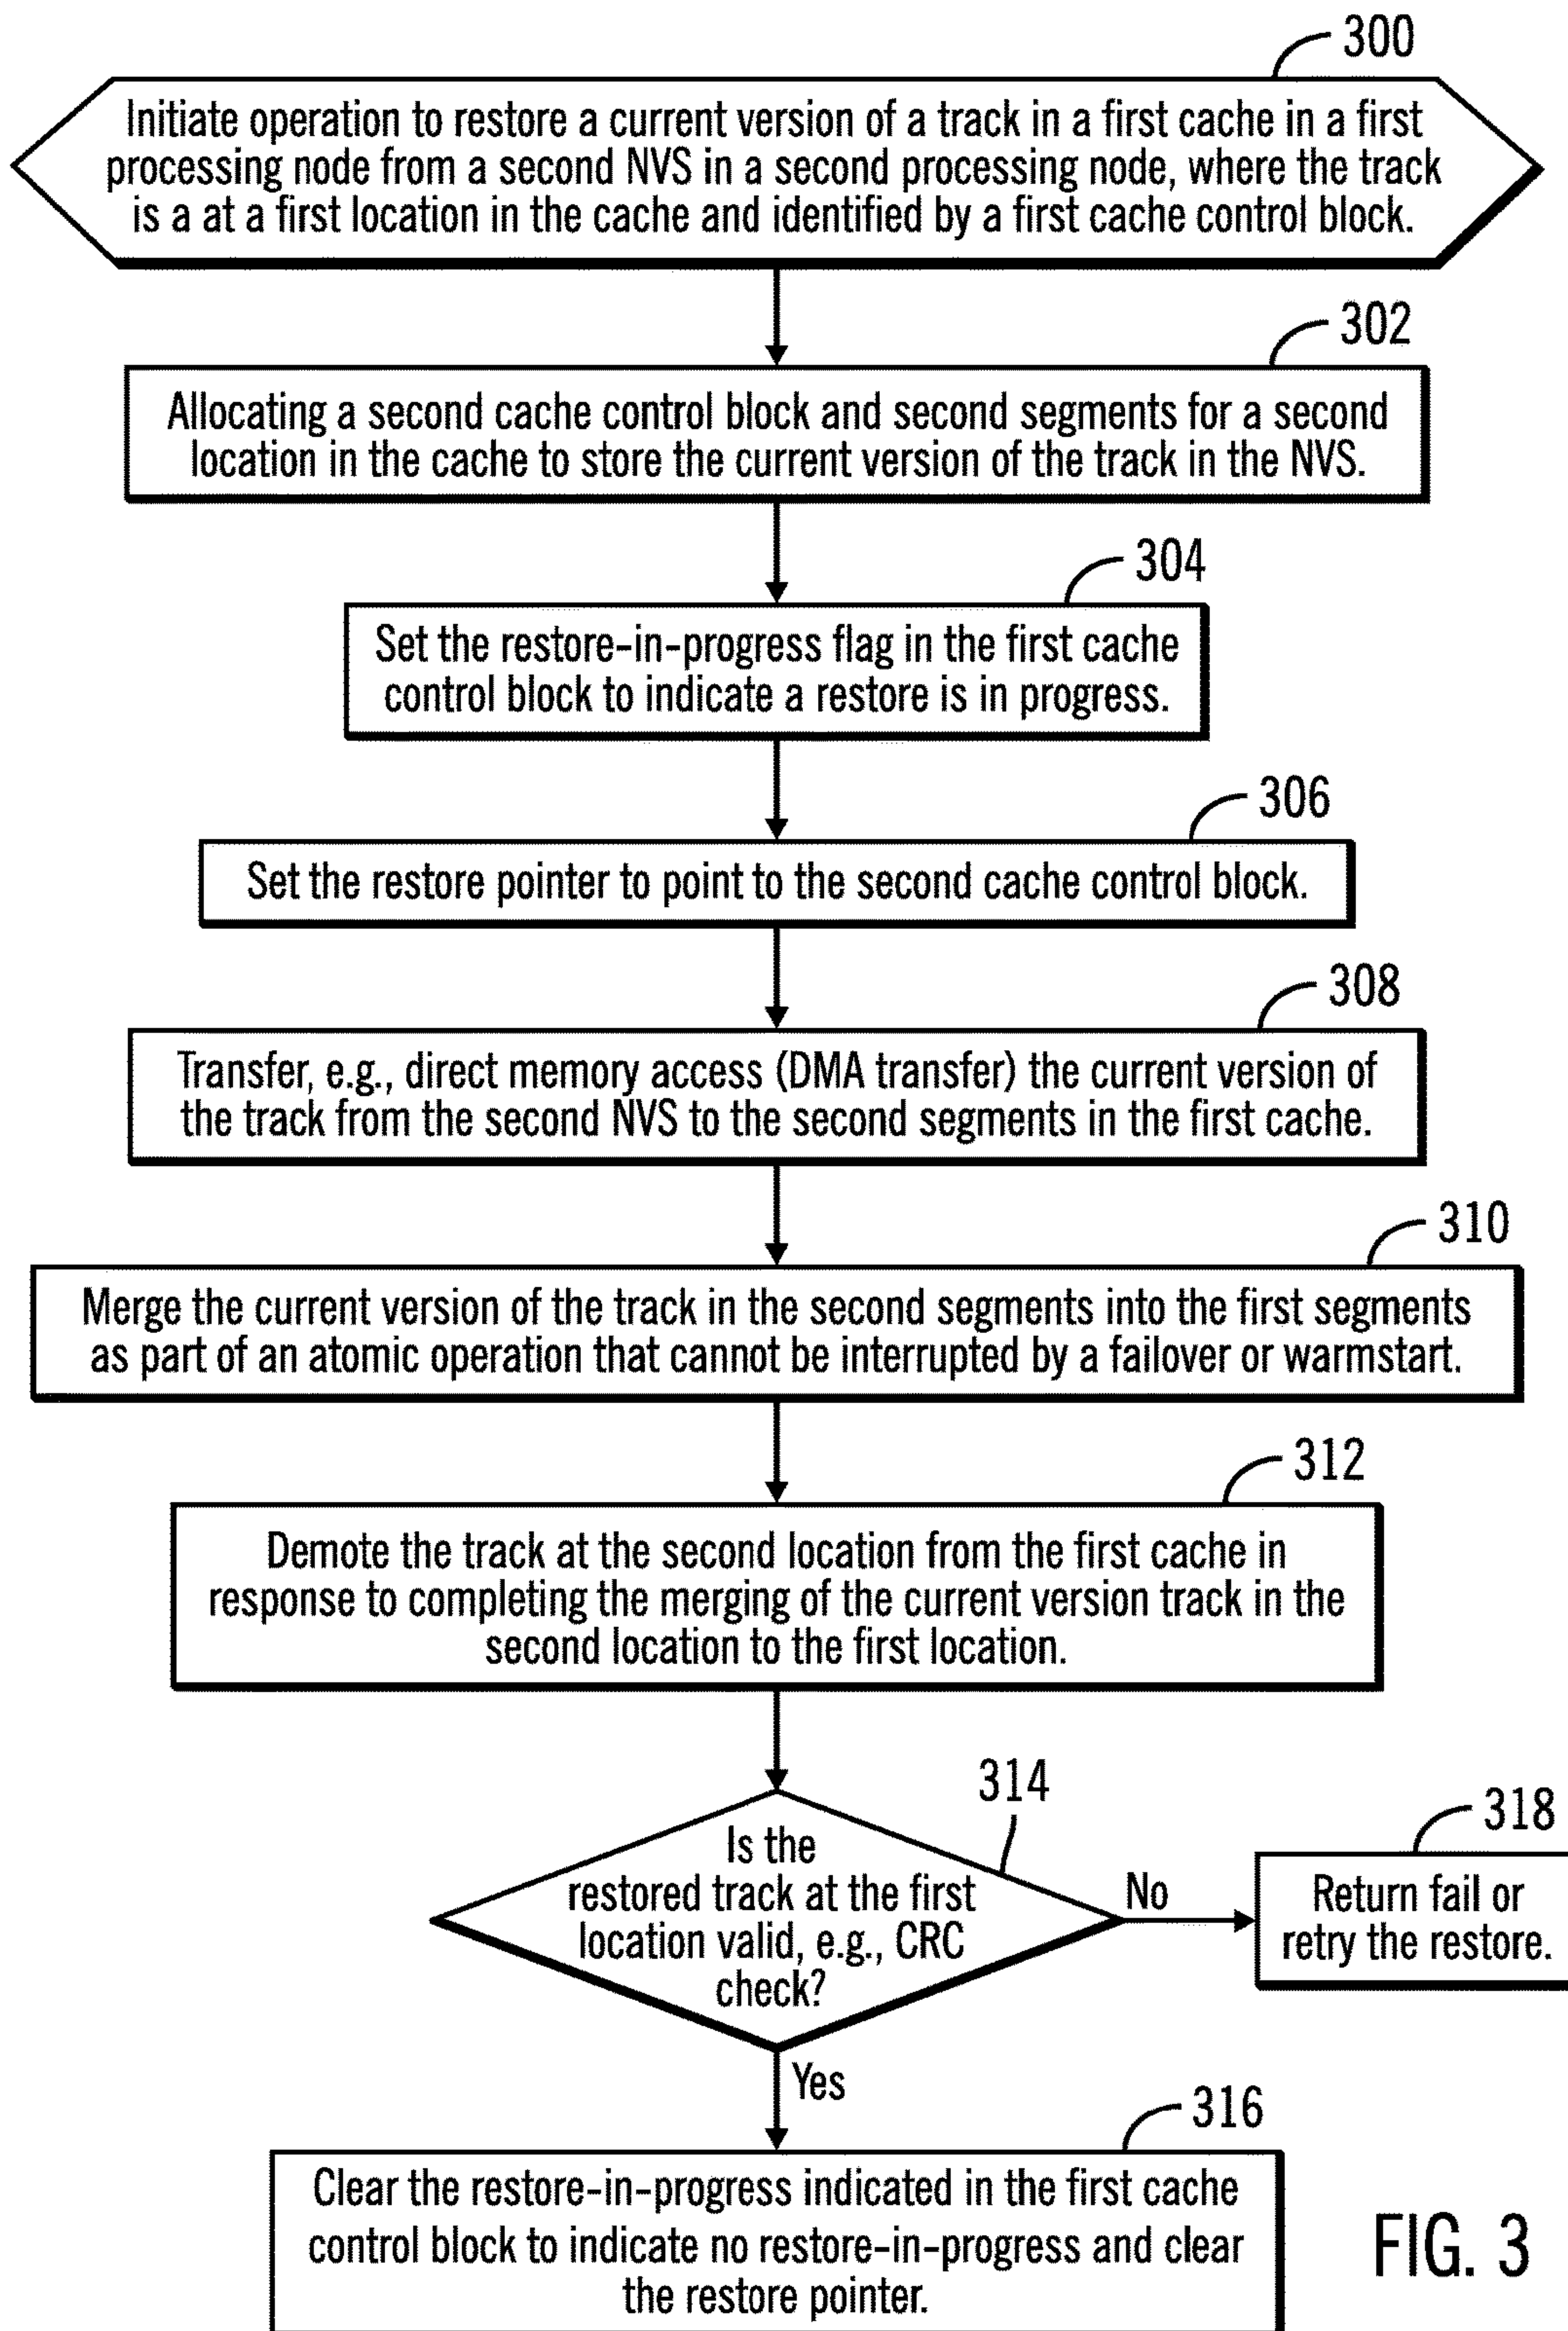 300
Initiate operation to restore a current version of a track in a first cache in a first
processing node from a second NVS in a second processing node, where the track
is a at a first location in the cache and identified by a first cache control block.
302
Allocating a second cache control block and second segments for a second
location in the cache to store the current version of the track in the NVS.
304
Set the restore-in-progress flag in the first cache
control block to indicate a restore is in progress.
306
Set the restore pointer to point to the second cache control block.
308
Transfer, e.g., direct memory access (DMA transfer) the current version of
the track from the second NVS to the second segments in the first cache.
310
Merge the current version of the track in the second segments into the first segments
as part of an atomic operation that cannot be interrupted by a failover or warmstart.
312
Demote the track at the second location from the first cache in
response to completing the merging of the current version track in the
second location to the first location.
314
Is the
restored track at the first
location valid, e.g., CRC
check?
No
318
Return fail or
retry the restore.
Yes
316
Clear the restore-in-progress indicated in the first cache
control block to indicate no restore-in-progress and clear
the restore pointer.
FIG. 3